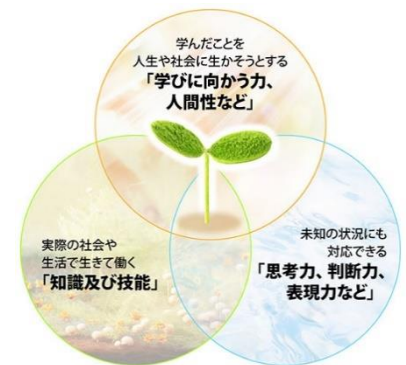 学んだことを
人生や社会に生かそうとする
「学びに向かう力、
人間性など」
実際の社会や
生活で生きて働く
「知識及び技能」
未知の状況にも
対応できる
「思考力、判断力、
表現力など」